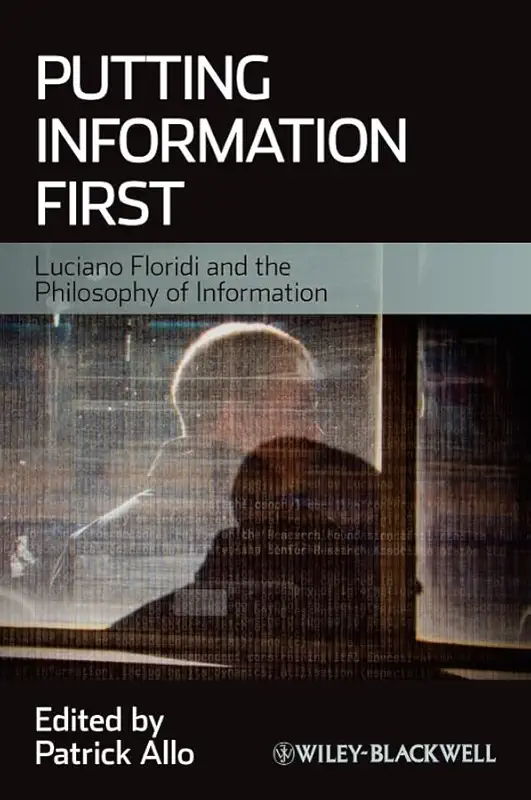 PUTTING
INFORMATION
FIRST
Luciano Floridi and the
Philosophy of Information
Edited by
Patrick Allo
WILEY-BLACKWELL